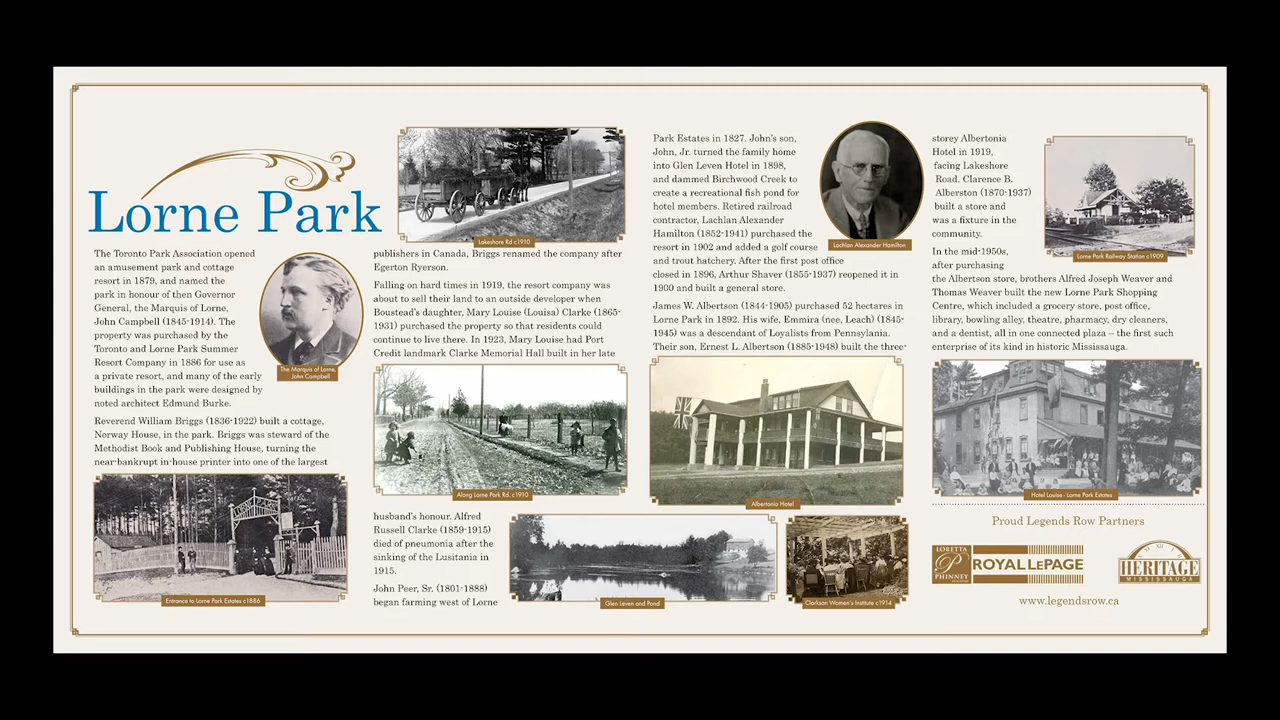 Lorne Park
The Toronto Park Association opened
an amusement park and cottage
resort in 1879, and named the
park in honour of then Governor
General, the Marquis of Lorne,
John Campbell (1845-1914). The
property was purchased by the
Toronto and Lorne Park Summer
Resort Company in 1886 for use as
a private resort, and many of the early
buildings in the park were designed by
noted architect Edmund Burke.
Reverend William Briggs (1836-1922) built a cottage,
Norway House, in the park. Briggs was steward of the
Methodist Book and Publishing House, turning the
near-bankrupt in-house printer into one of the largest
The Marquis of Lorne,
John Campbell
Entrance to Lorne Park Estates c1886
Lakeshore Rd c1910
publishers in Canada, Briggs renamed the company after
Egerton Ryerson.
Falling on hard times in 1919, the resort company was
about to sell their land to an outside developer when
Boustead's daughter, Mary Louise (Louisa) Clarke (1865-
1931) purchased the property so that residents could
continue to live there. In 1923, Mary Louise had Port
Credit landmark Clarke Memorial Hall built in her late
Along Lorne Park Rd. c1910
husband's honour. Alfred
Russell Clarke (1859-1915)
died of pneumonia after the
sinking of the Lusitania in
1915.
John Peer, Sr. (1801-1888)
began farming west of Lorne
Glen Leven and Pond
Park Estates in 1827. John's son,
John, Jr. turned the family home
into Glen Leven Hotel in 1898,
and dammed Birchwood Creek to
create a recreational fish pond for
hotel members. Retired railroad
contractor, Lachlan Alexander
Hamilton (1852-1941) purchased the
resort in 1902 and added a golf course
and trout hatchery. After the first post office
closed in 1896, Arthur Shaver (1855-1937) reopened it in
1900 and built a general store.
James W. Albertson (1844-1905) purchased 52 hectares in
Lorne Park in 1892. His wife, Emmira (nee, Leach) (1845-
1945) was a descendant of Loyalists from Pennsylvania.
Their son, Ernest L. Albertson (1885-1948) built the three-
Lachlan Alexander Hamilton
Albertonia Hotel
Clarkson Women's Institute c1914
storey Albertonia
Hotel in 1919,
facing Lakeshore
Road. Clarence B.
Alberston (1870-1937)
built a store and
was a fixture in the
community.
In the mid-1950s,
after purchasing
the Albertson store, brothers Alfred Joseph Weaver and
Thomas Weaver built the new Lorne Park Shopping
Centre, which included a grocery store, post office,
library, bowling alley, theatre, pharmacy, dry cleaners,
and a dentist, all in one connected plaza – the first such
enterprise of its kind in historic Mississauga.
Lorne Park Railway Station c1909
Hotel Louise - Lorne Park Estates
Proud Legends Row Partners
LORETTA
PHINNEY
ROYAL LEPAGE
HERITAGE
MISSISSAUGA
www.legendsrow.ca